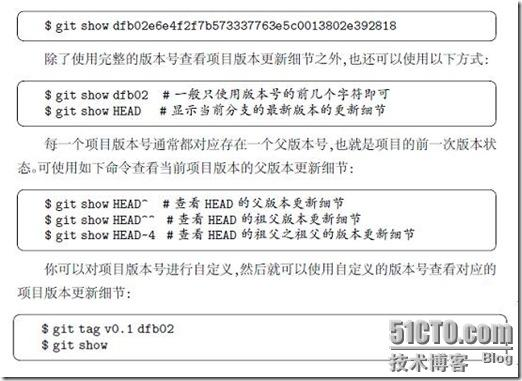 $ git show dfb02e6e4f2f7b573337763e5c0013802e392818
除了使用完整的版本号查看项目版本更新细节之外,也还可以使用以下方式:
$ git show dfb02 # 一般只使用版本号的前几个字符即可
$ git show HEAD # 显示当前分支的最新版本的更新细节
每一个项目版本号通常都对应存在一个父版本号,也就是项目的前一次版本状
态。可使用如下命令查看当前项目版本的父版本更新细节:
$ git show HEAD^ # 查看 HEAD 的父版本更新细节
$ git show HEAD^^ # 查看 HEAD 的祖父版本更新细节
$ git show HEAD~4 # 查看 HEAD 的祖父之祖父的版本更新细节
你可以对项目版本号进行自定义,然后就可以使用自定义的版本号查看对应的
项目版本更新细节:
$ git tag v0.1 dfb02
$ git show
51CTO.com
技术博客 Blog